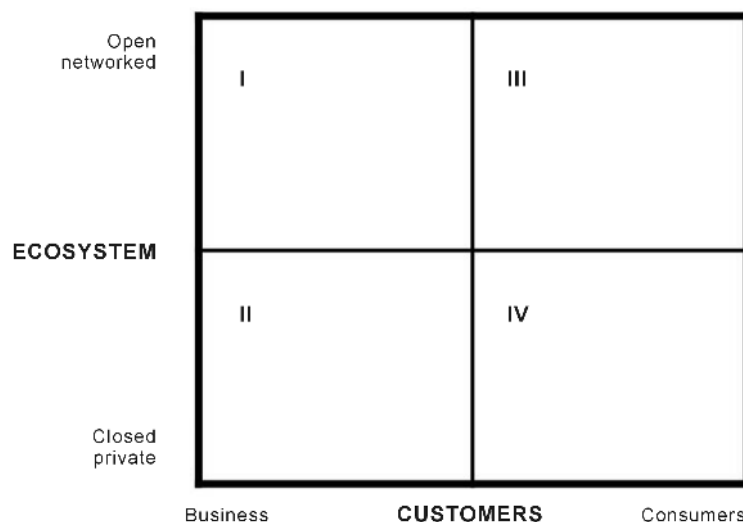 Open
networked
I
III
ECOSYSTEM
II
IV
Closed
private
Business
CUSTOMERS
Consumers